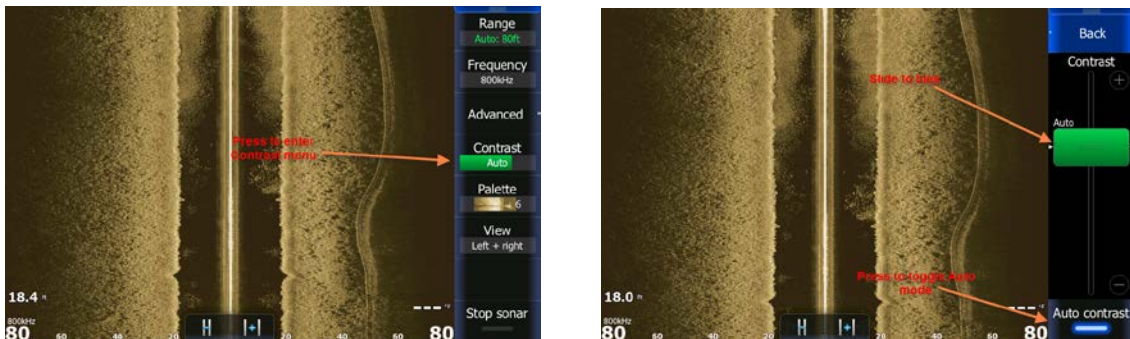 Range
Auto: 80ft
Frequency
800kHz
Advanced
Press to enter
Contrast menu
Contrast
Auto
Palette
6
View
Left + right
18.4 ft
Stop sonar
800kHz
80 60 40 20 20 40 60 80
Back
Contrast
Slide to bias
Auto
Press to toggle auto
mode
18.0 ft
Auto contrast
800kHz
80 60 40 20 20 40 60 80